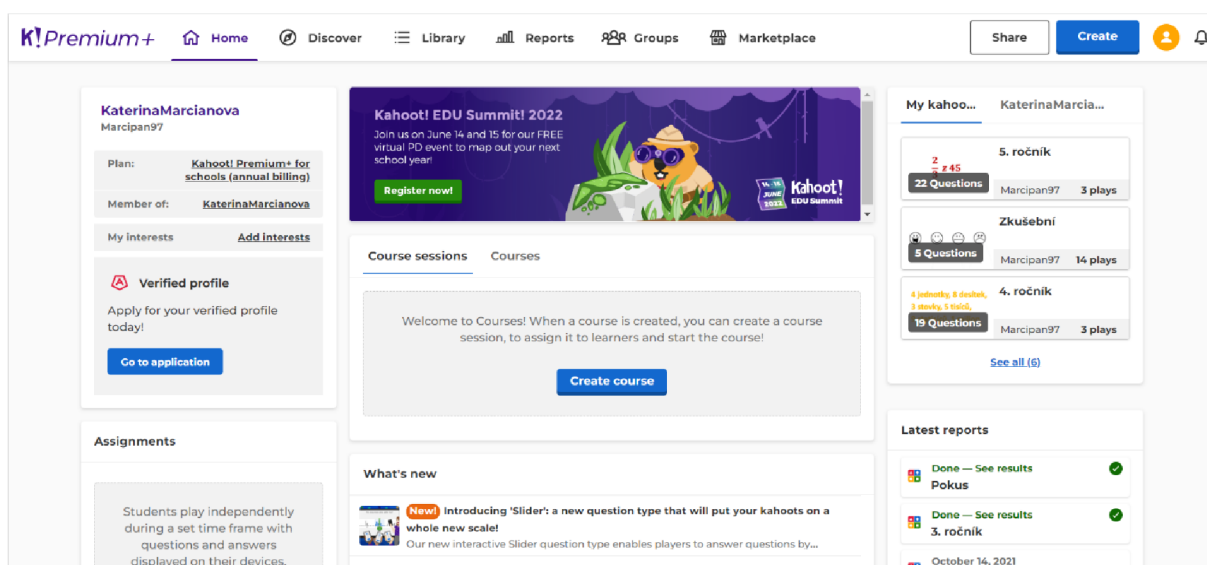 K! Premium+
Home
Discover
Library
Reports
Groups
Marketplace
Share
Create
KaterinaMarcianova
Marcipan97
Plan:
Kahoot! Premium+ for
schools (annual billing)
Member of:
KaterinaMarcianova
My interests
Add interests
Verified profile
Apply for your verified profile
today!
Go to application
Assignments
Students play independently
during a set time frame with
questions and answers
displayed on their devices.
Kahoot! EDU Summit! 2022
Join us on June 14 and 15 for our FREE
virtual PD event to map out your next
school year!
Register now!
14 - 15
JUNE
2022
Kahoot!
EDU Summit
Course sessions
Courses
Welcome to Courses! When a course is created, you can create a course
session, to assign it to learners and start the course!
Create course
What's new
New! Introducing 'Slider': a new question type that will put your kahoots on a
whole new scale!
Our new interactive Slider question type enables players to answer questions by...
My kahoo...
KaterinaMarcia...
2
z 45
22 Questions
5. ročník
Marcipan97
3 plays
5 Questions
Zkušební
Marcipan97
14 plays
4 jednotky, 8 desítek,
3 stovky, 5 tisíců,
19 Questions
4. ročník
Marcipan97
3 plays
See all (6)
Latest reports
Done — See results
Pokus
Done — See results
3. ročník
October 14, 2021